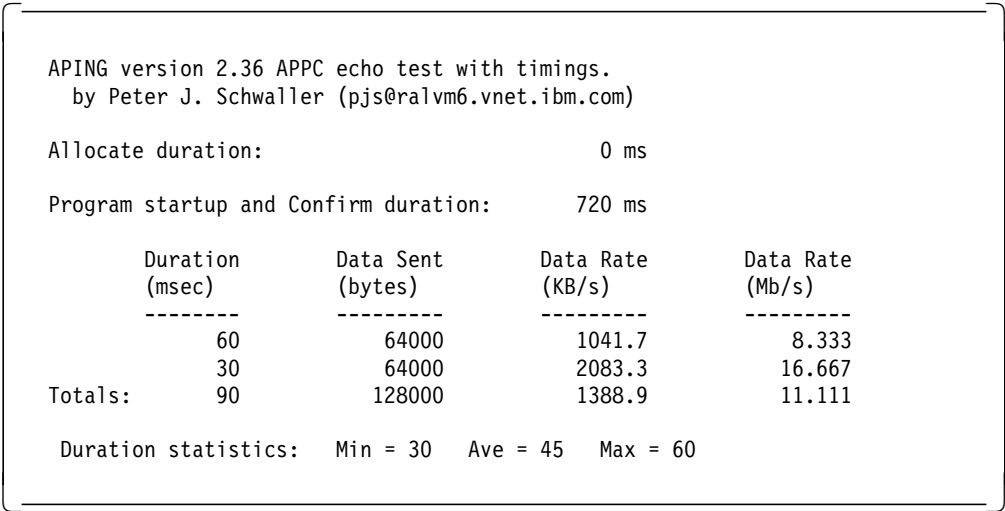 APING version 2.36 APPC echo test with timings.
by Peter J. Schwaller (pjs@ralvm6.vnet.ibm.com)
Allocate duration: 0 ms
Program startup and Confirm duration: 720 ms
Duration Data Sent Data Rate Data Rate
(msec) (bytes) (KB/s) (Mb/s)
-------- --------- --------- ---------
60 64000 1041.7 8.333
30 64000 2083.3 16.667
Totals: 90 128000 1388.9 11.111
Duration statistics: Min = 30 Ave = 45 Max = 60